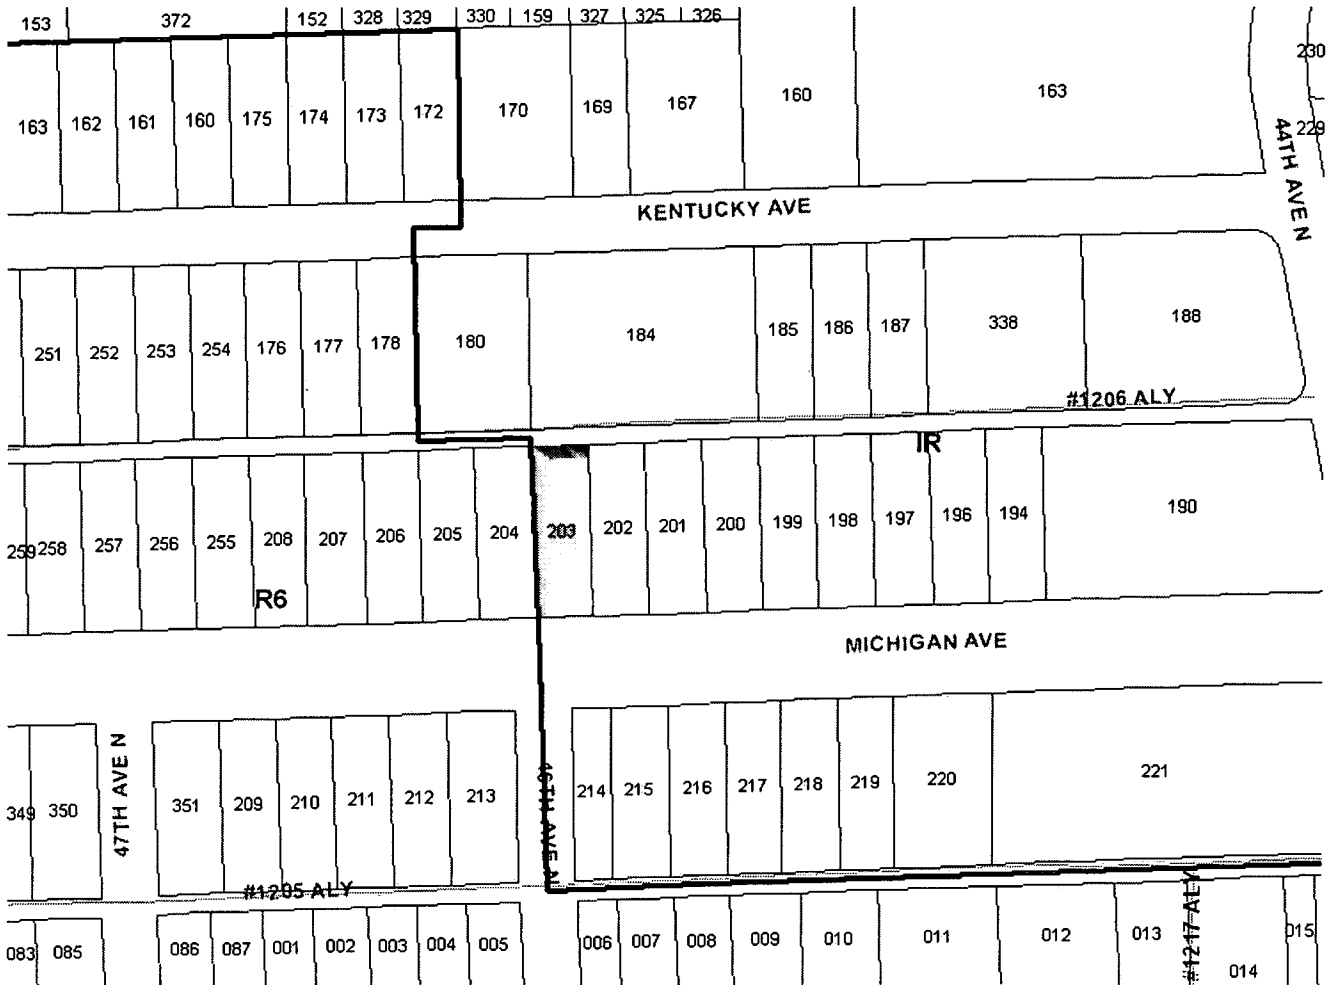 153 372 152 328 329 330 159 327 325 326
230
163 162 161 160 175 174 173 172 170 169 167 160 163
229
44TH AVE N
KENTUCKY AVE
251 252 253 254 176 177 178 180 184 185 186 187 338 188
#1206 ALY
IR
259 258 257 256 255 208 207 206 205 204 203 202 201 200 199 198 197 196 194 190
R6
MICHIGAN AVE
349 350 47TH AVE N 351 209 210 211 212 213 46TH AVE N 214 215 216 217 218 219 220 221
#1205 ALY
#1217 ALY
083 085 086 087 001 002 003 004 005 006 007 008 009 010 011 012 013 014 015